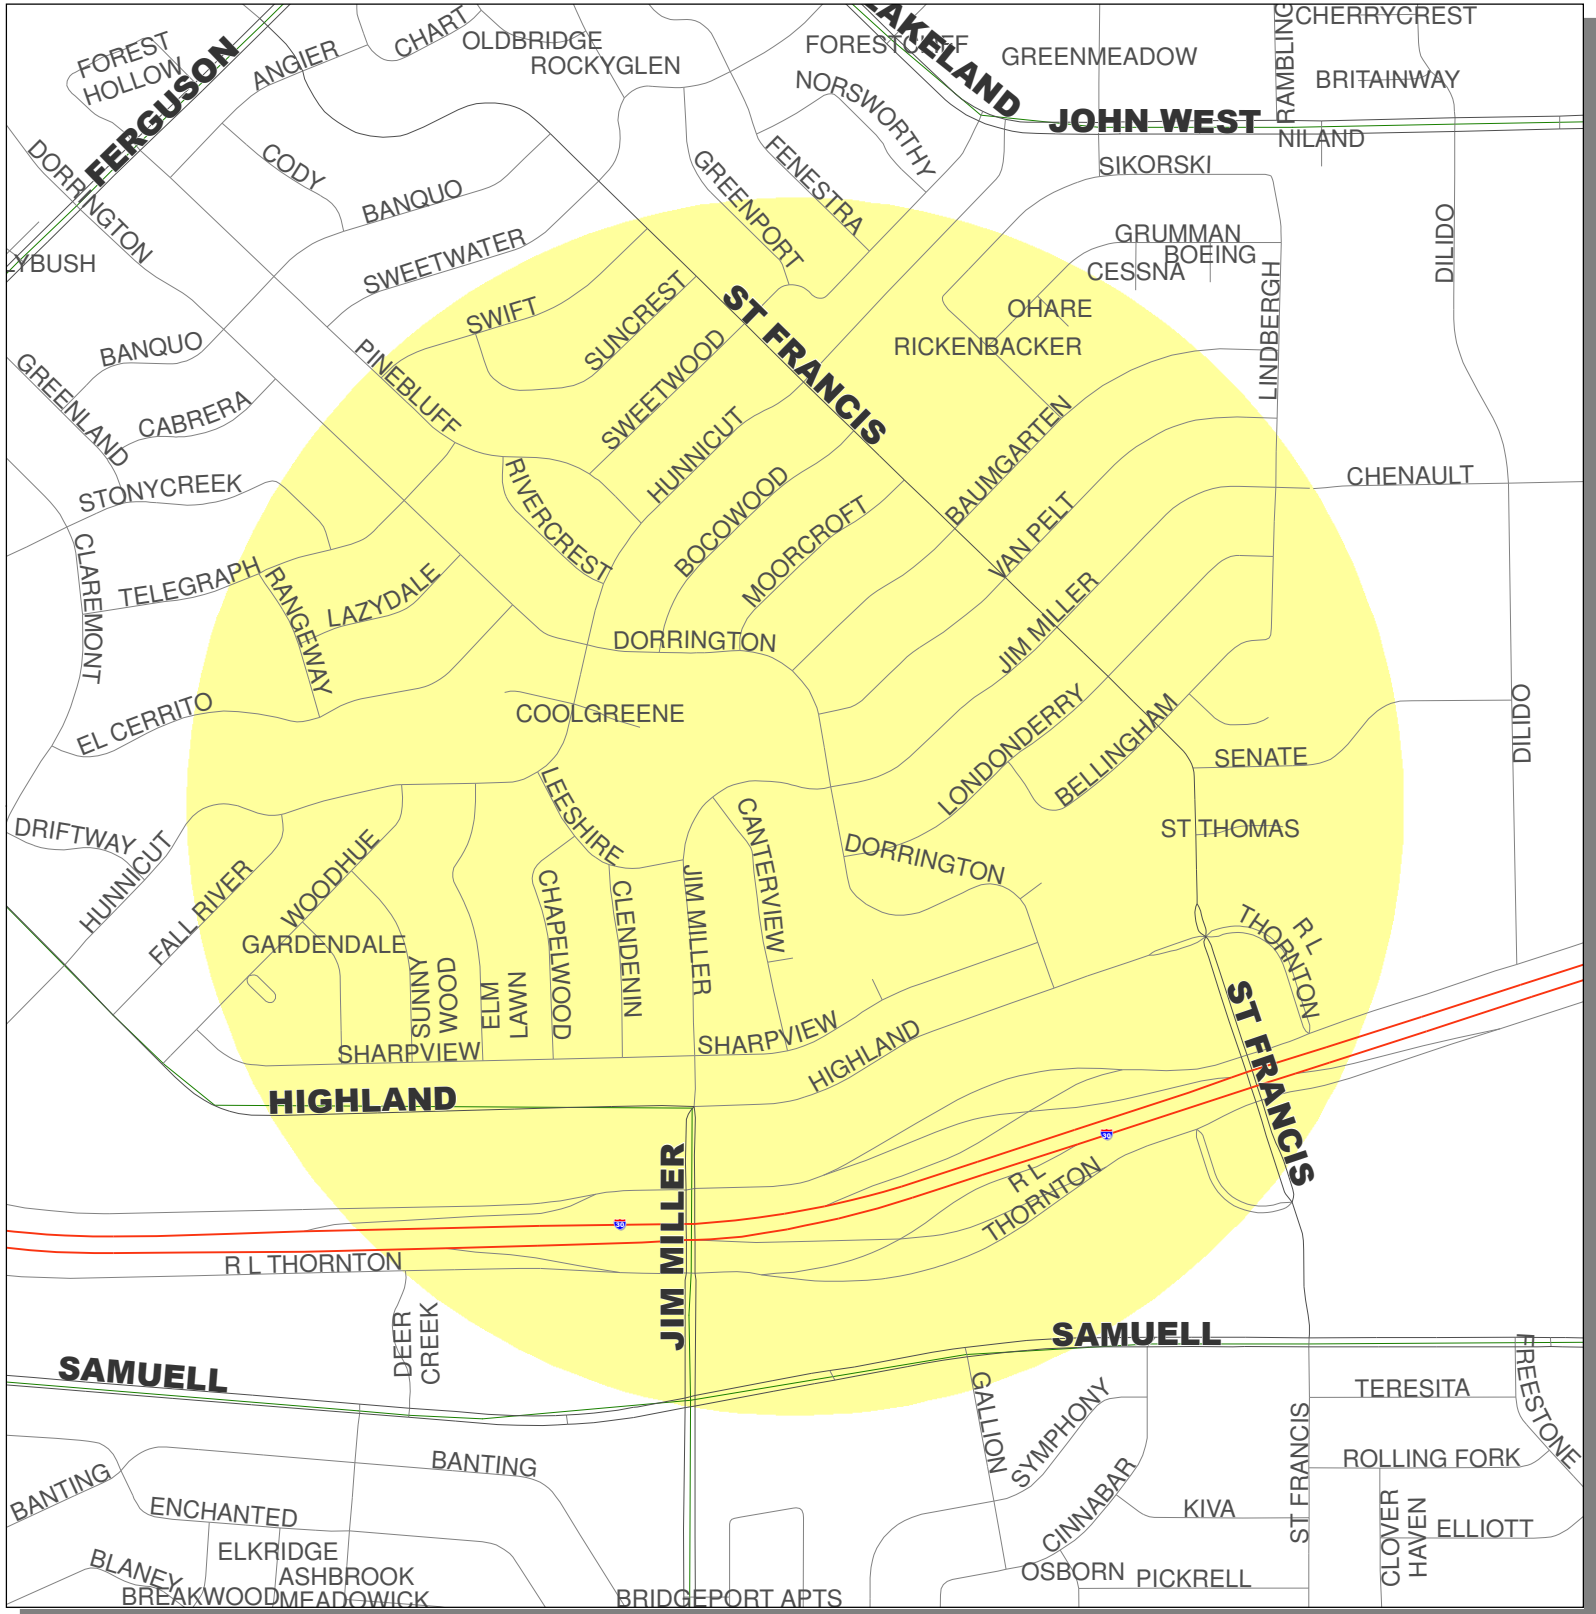 CHERRYCREST
LAKELAND
CHART
OLDBRIDGE
FOREST
HOLLOW
FORESTCLIFF
RAMBLING
ANGIER
ROCKYGLEN
GREENMEADOW
BRITAINWAY
FERGUSON
NORSWORTHY
JOHN WEST
NILAND
DORRINGTON
CODY
BANQUO
GREENPORT
FENESTRA
SIKORSKI
GRUMMAN
BOEING
CESSNA
DILIDO
YBUSH
SWEETWATER
SWIFT
SUNCREST
ST FRANCIS
OHARE
RICKENBACKER
LINDBERGH
BANQUO
GREENLAND
PINEBLUFF
SWEETWOOD
CABRERA
HUNNICUT
BAUMGARTEN
STONYCREEK
RIVERCREST
BOCOWOOD
MOORCROFT
VAN PELT
CHENAULT
CLAREMONT
TELEGRAPH
RANGEWAY
LAZYDALE
JIM MILLER
DORRINGTON
EL CERRITO
COOLGREENE
LONDONDERRY
BELLINGHAM
SENATE
DILIDO
DRIFTWAY
HUNNICUT
LEESHIRE
CANTERVIEW
DORRINGTON
ST THOMAS
FALL RIVER
WOODHUE
GARDENDALE
SUNNY
WOOD
ELM
LAWN
CHAPELWOOD
CLENDENIN
JIM MILLER
R L
THORNTON
SHARPVIEW
SHARPVIEW
HIGHLAND
ST FRANCIS
HIGHLAND
30
JIM MILLER
R L
THORNTON
30
R L THORNTON
DEER
CREEK
SAMUELL
SAMUELL
GALLION
SYMPHONY
TERESITA
FREESTONE
BANTING
BANTING
ST FRANCIS
ROLLING FORK
ENCHANTED
CINNABAR
KIVA
CLOVER
HAVEN
ELLIOTT
ELKRIDGE
BLANEY
ASHBROOK
BREAKWOOD
MEADOWICK
BRIDGEPORT APTS
OSBORN
PICKRELL